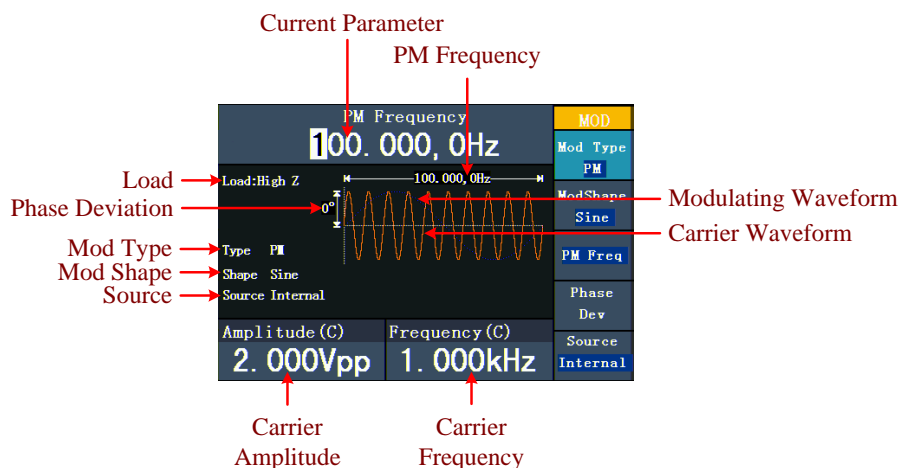 Current Parameter
PM Frequency
PM Frequency
100.000,0Hz
MOD
Mod Type
PM
Load
Load:High Z
100.000,0Hz
ModShape
Sine
Modulating Waveform
Phase Deviation
0°
Carrier Waveform
Mod Type
Type PM
PM Freq
Mod Shape
Shape Sine
Source
Source Internal
Phase
Dev
Amplitude(C)
Frequency(C)
2.000Vpp
1.000kHz
Source
Internal
Carrier
Amplitude
Carrier
Frequency